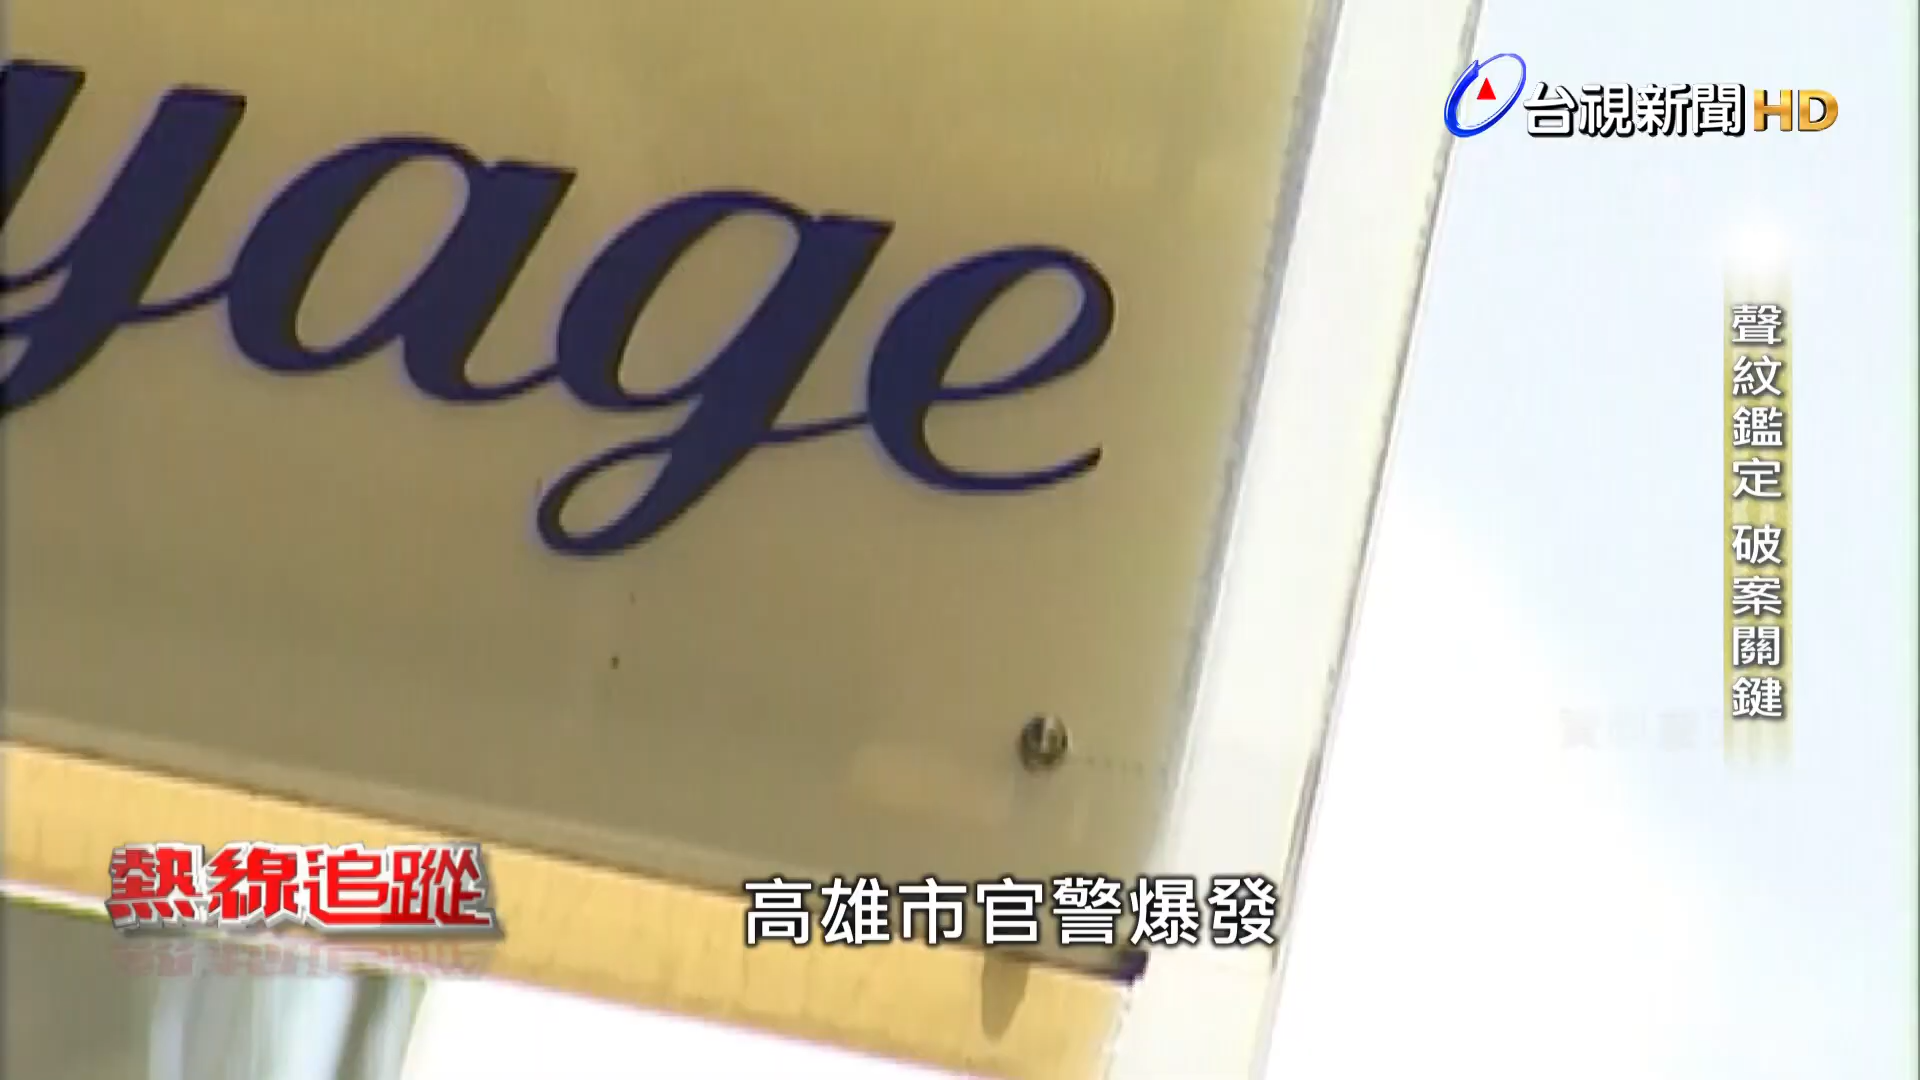 台視新聞HD
yage
聲紋鑑定 破案關鍵
熱線追蹤
高雄市官警爆發